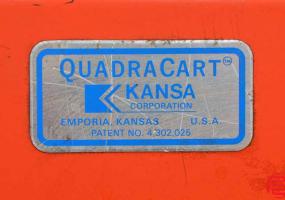 QUADRACART™
KANSA
CORPORATION
EMPORIA, KANSAS U.S.A.
PATENT NO. 4,302,025